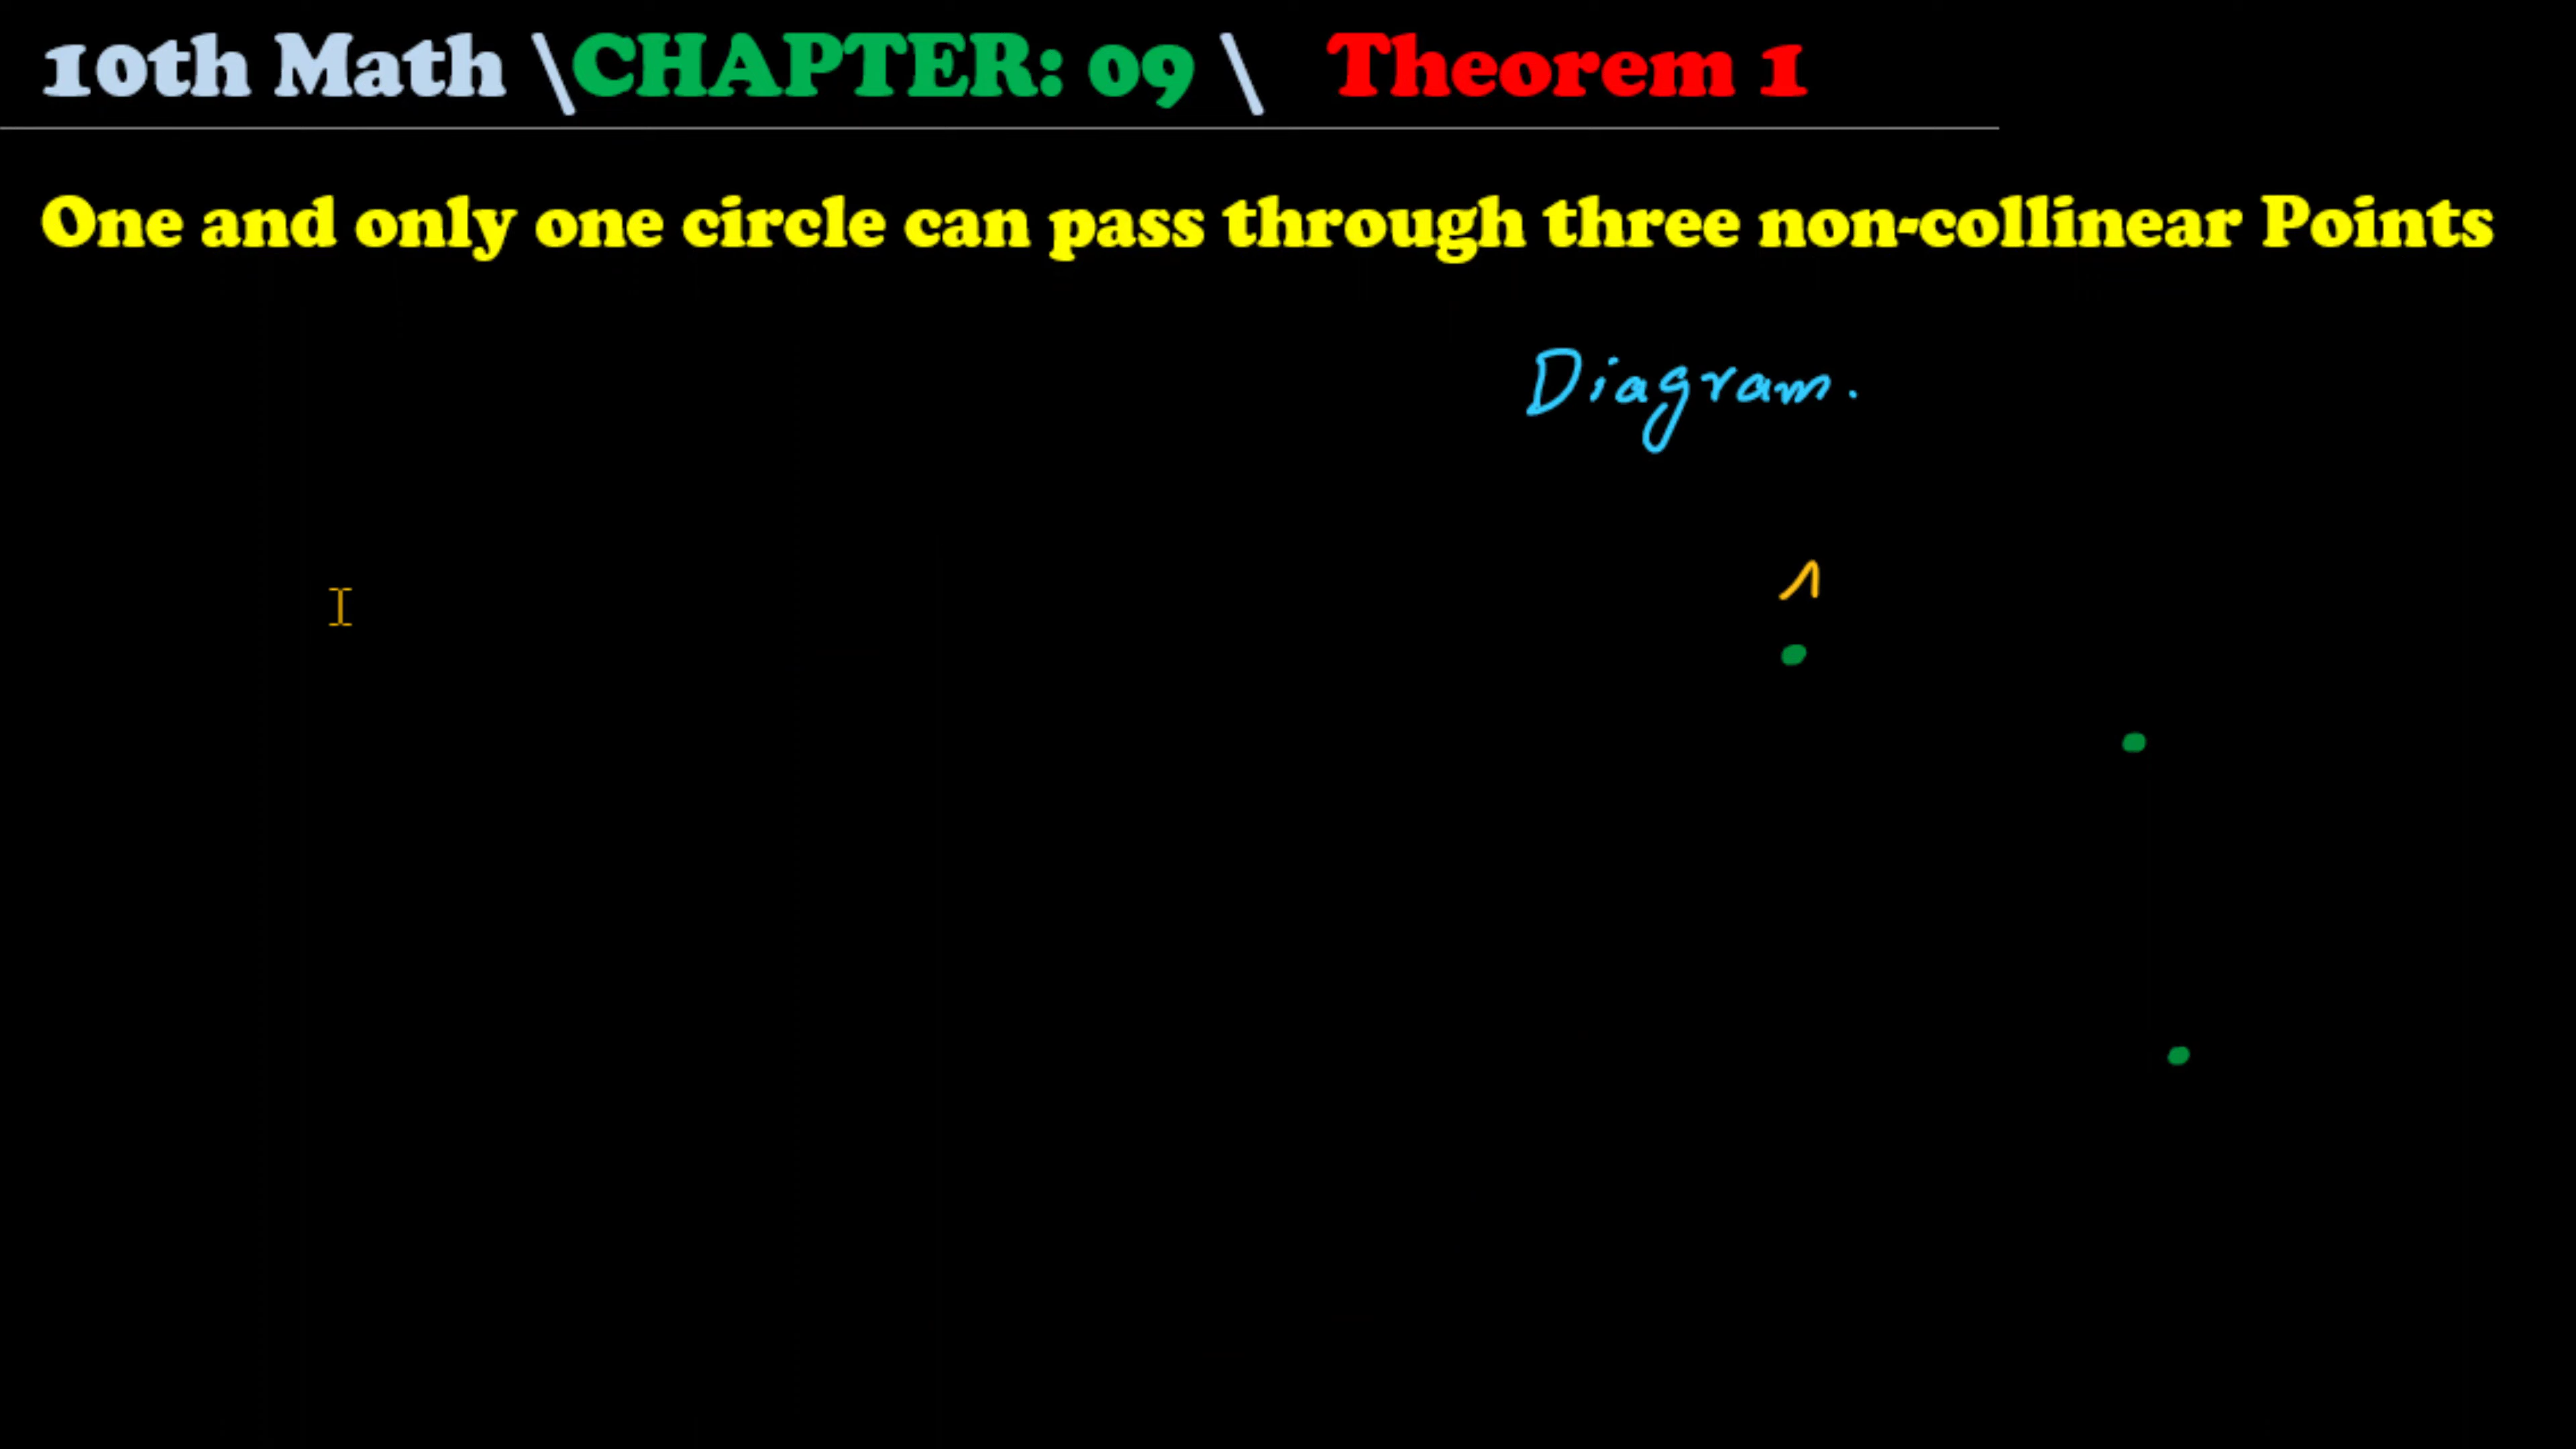 10th Math \CHAPTER: 09 \ Theorem 1
One and only one circle can pass through three non-collinear Points
Diagram.